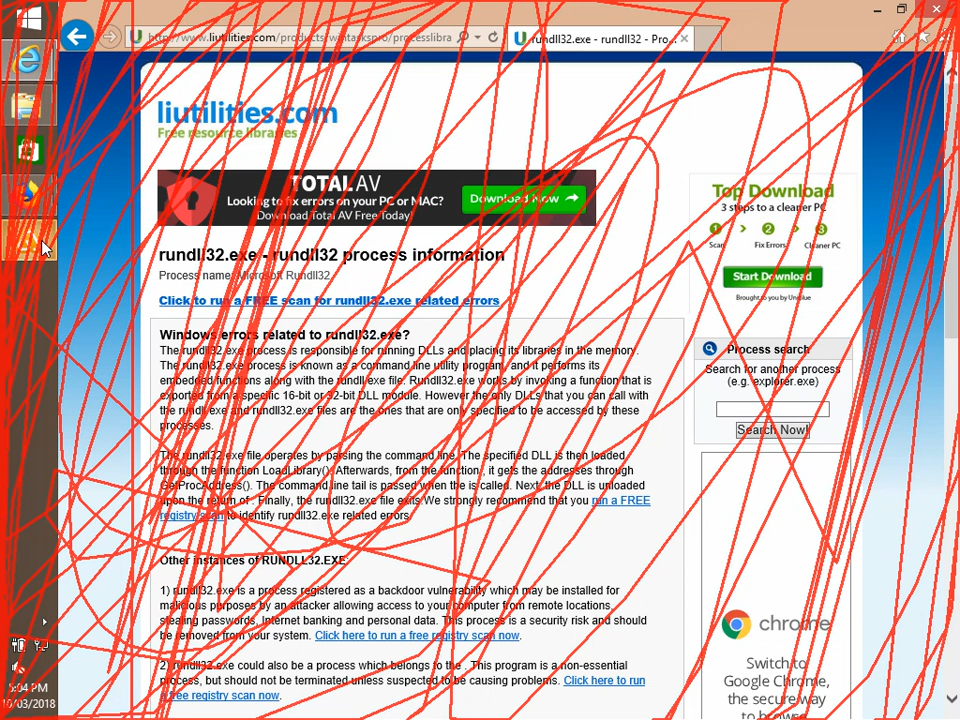 http://www.liutilities.com/products/wintaskspro/processlibra
rundll32.exe - rundll32 - Pro...
liutilities.com
Free resource libraries
TOTAL AV
Looking to fix errors on your PC or MAC?
Download Total AV Free Today!
Download Now
Top Download
3 steps to a cleaner PC
1 > 2 > 3
Scan Fix Errors Cleaner PC
Start Download
Brought to you by Uniblue
rundll32.exe - rundll32 process information
Process name: Microsoft Rundll32
Click to run a FREE scan for rundll32.exe related errors
Windows errors related to rundll32.exe?
The rundll32.exe process is responsible for running DLLs and placing its libraries in the memory.
The rundll32.exe process is known as a command line utility program, and it performs its
embedded functions along with the rundll.exe file. Rundll32.exe works by invoking a function that is
exported from a specific 16-bit or 32-bit DLL module. However the only DLLs that you can call with
the rundll.exe and rundll32.exe files are the ones that are only specified to be accessed by these
processes.
The rundll32.exe file operates by parsing the command line. The specified DLL is then loaded
through the function LoadLibrary(). Afterwards, from the function , it gets the addresses through
GetProcAddress(). The command line tail is passed when the is called. Next, the DLL is unloaded
upon the return of . Finally, the rundll32.exe file exits.We strongly recommend that you run a FREE
registry scan to identify rundll32.exe related errors.
Other instances of RUNDLL32.EXE:
1) rundll32.exe is a process registered as a backdoor vulnerability which may be installed for
malicious purposes by an attacker allowing access to your computer from remote locations,
stealing passwords, Internet banking and personal data. This process is a security risk and should
be removed from your system. Click here to run a free registry scan now.
2) rundll32.exe could also be a process which belongs to the . This program is a non-essential
process, but should not be terminated unless suspected to be causing problems. Click here to run
a free registry scan now.
Process search
Search for another process
(e.g. explorer.exe)
Search Now!
chrome
Switch to
Google Chrome,
the secure way
to browse
5:04 PM
10/03/2018